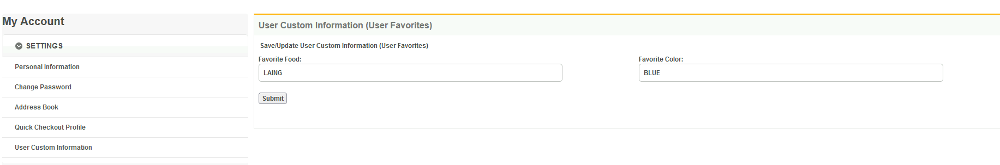 My Account
SETTINGS
Personal Information
Change Password
Address Book
Quick Checkout Profile
User Custom Information
User Custom Information (User Favorites)
Save/Update User Custom Information (User Favorites)
Favorite Food:
LAING
Favorite Color:
BLUE
Submit